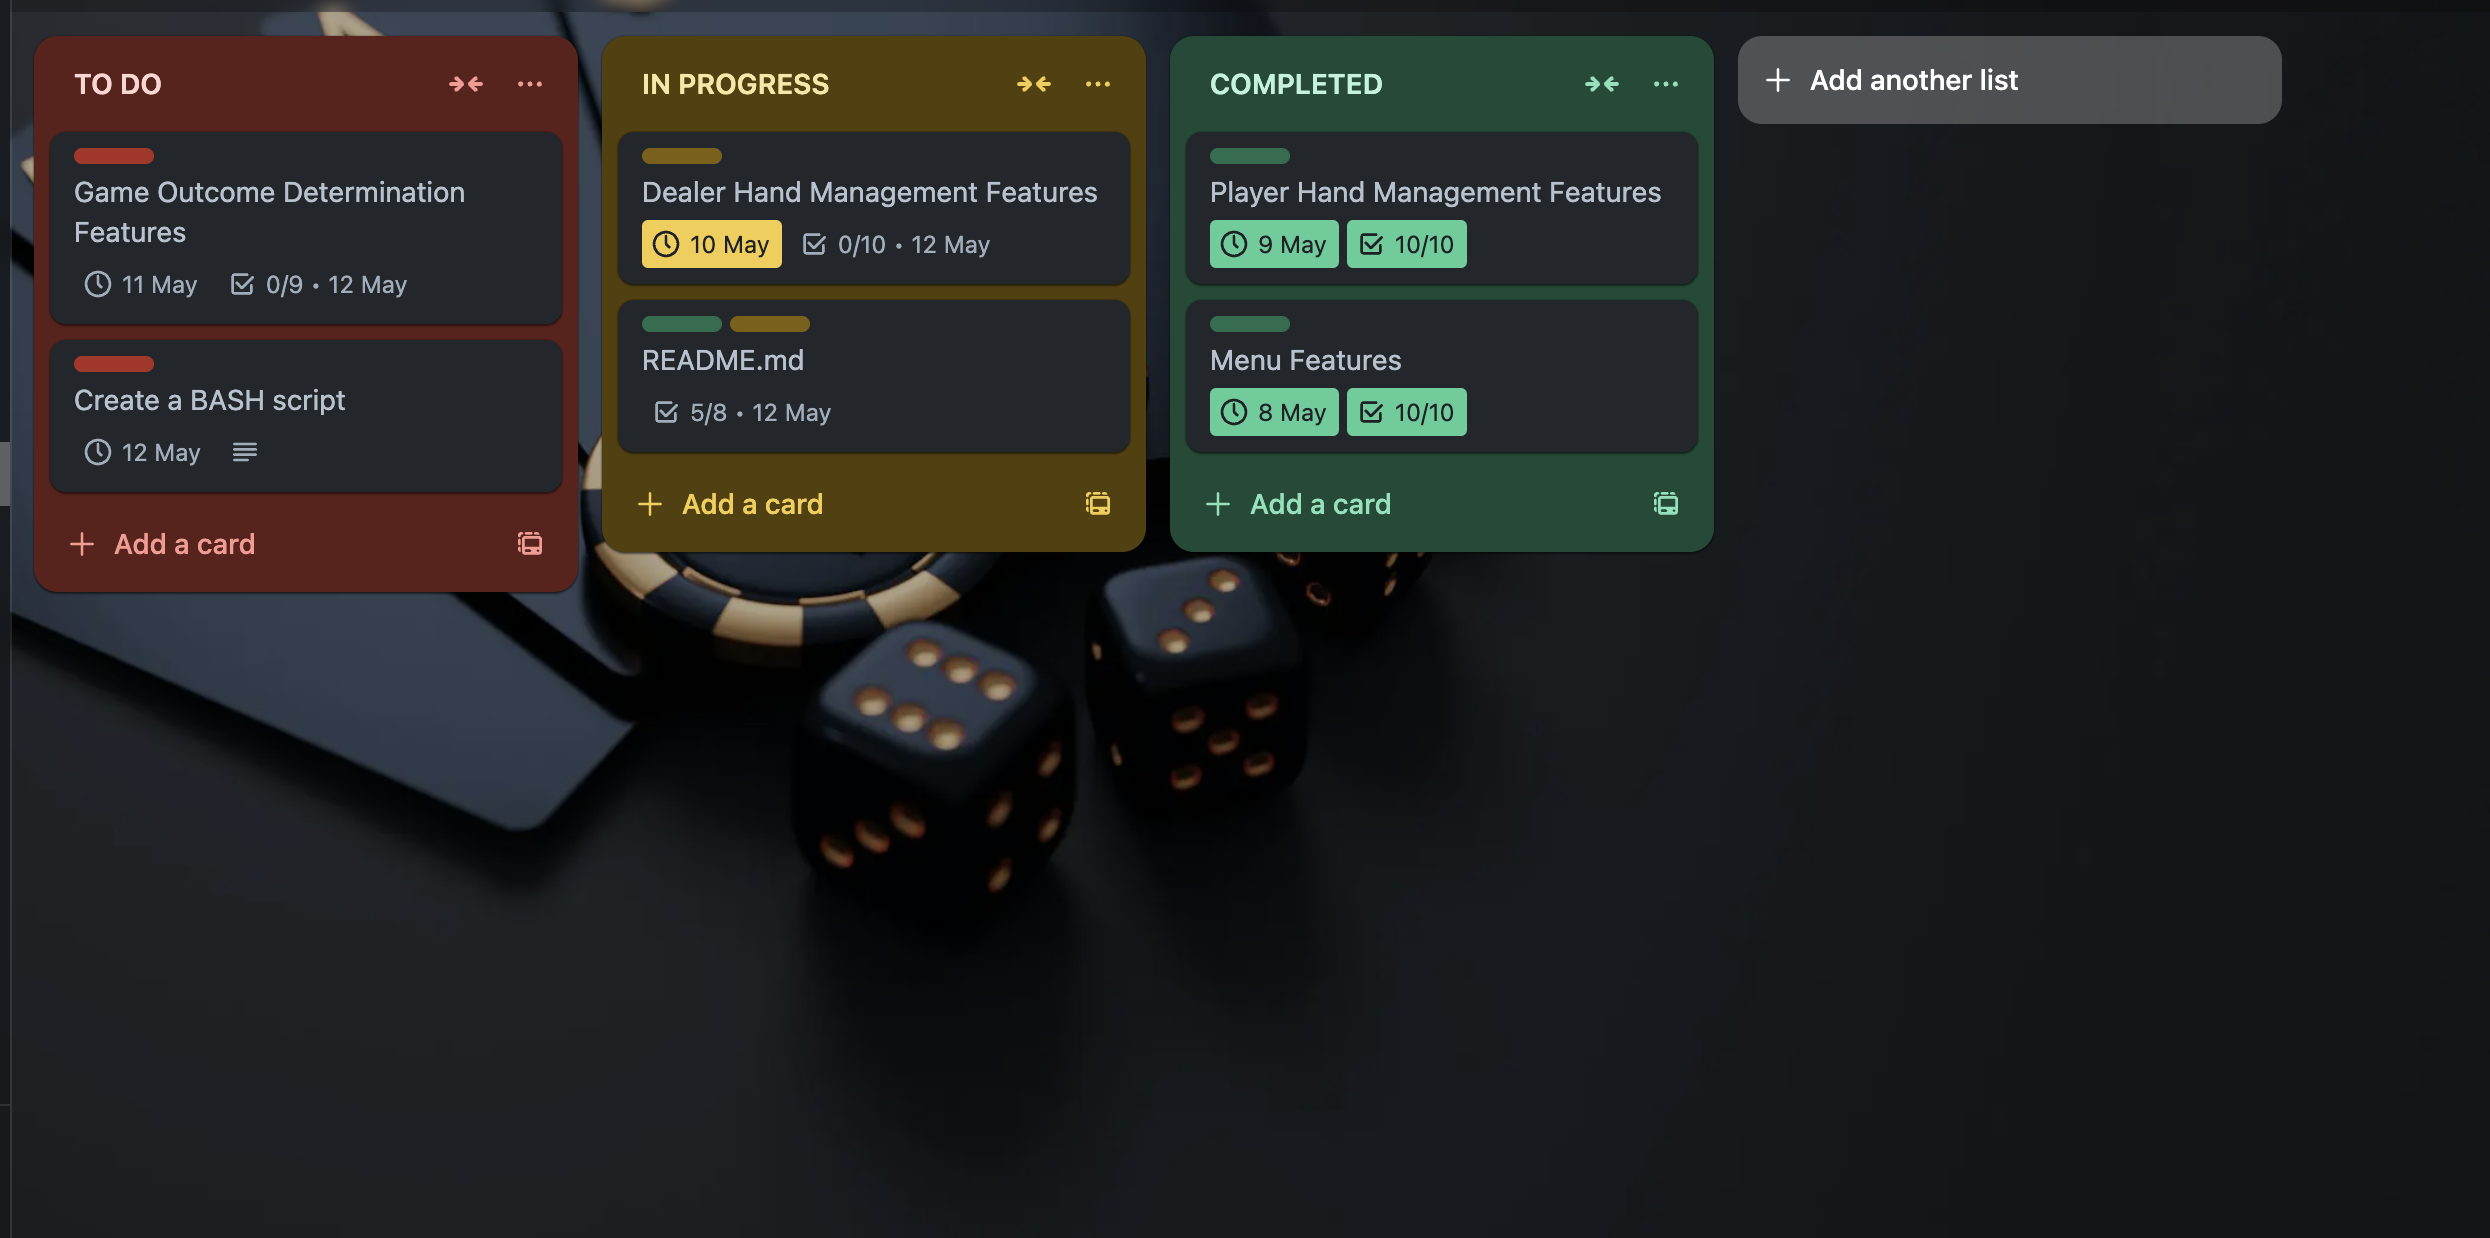 TO DO
Game Outcome Determination
Features
11 May 0/9 • 12 May
Create a BASH script
12 May
+ Add a card
IN PROGRESS
Dealer Hand Management Features
10 May 0/10 • 12 May
README.md
5/8 • 12 May
+ Add a card
COMPLETED
Player Hand Management Features
9 May 10/10
Menu Features
8 May 10/10
+ Add a card
+ Add another list